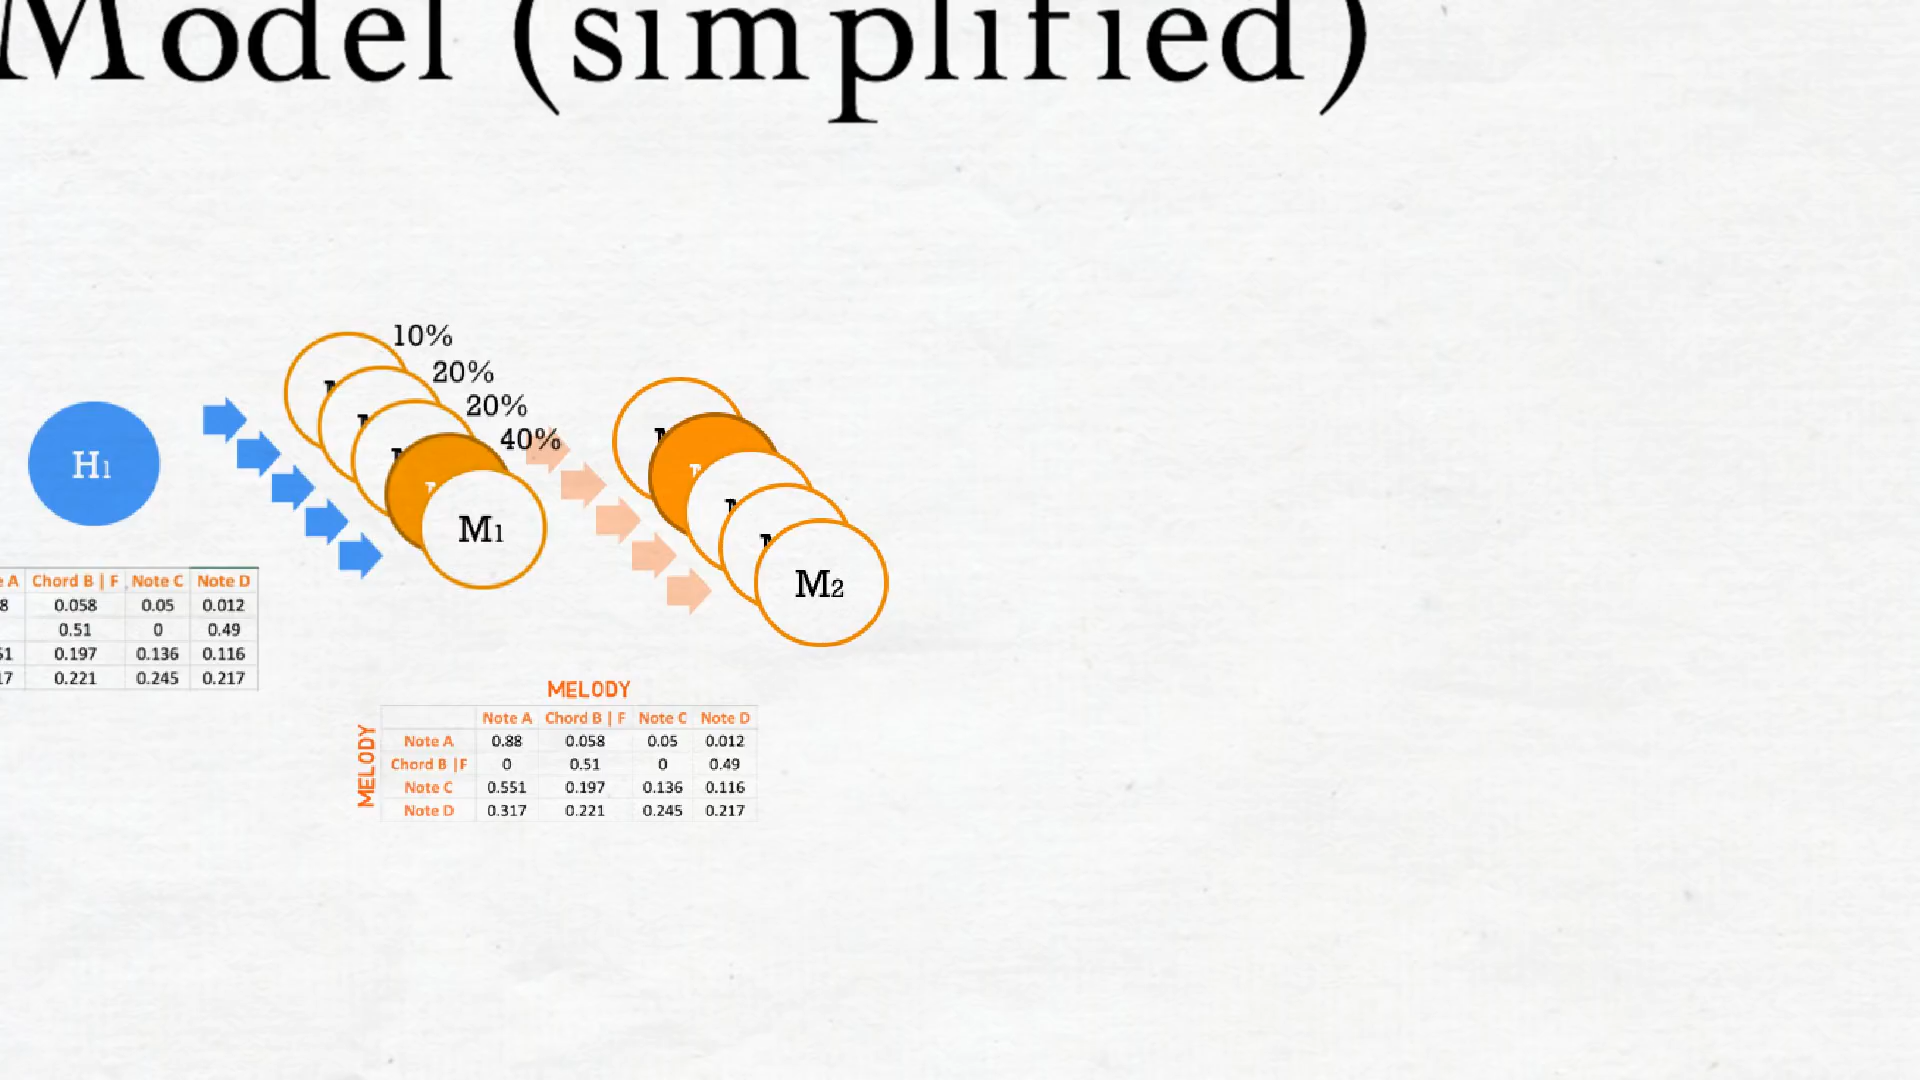 Model (simplified)
10%
20%
20%
40%
H1
M1
M2
A Chord B | F Note C Note D
8 0.058 0.05 0.012
0.51 0 0.49
51 0.197 0.136 0.116
17 0.221 0.245 0.217
MELODY
MELODY
Note A Chord B | F Note C Note D
Note A 0.88 0.058 0.05 0.012
Chord B |F 0 0.51 0 0.49
Note C 0.551 0.197 0.136 0.116
Note D 0.317 0.221 0.245 0.217